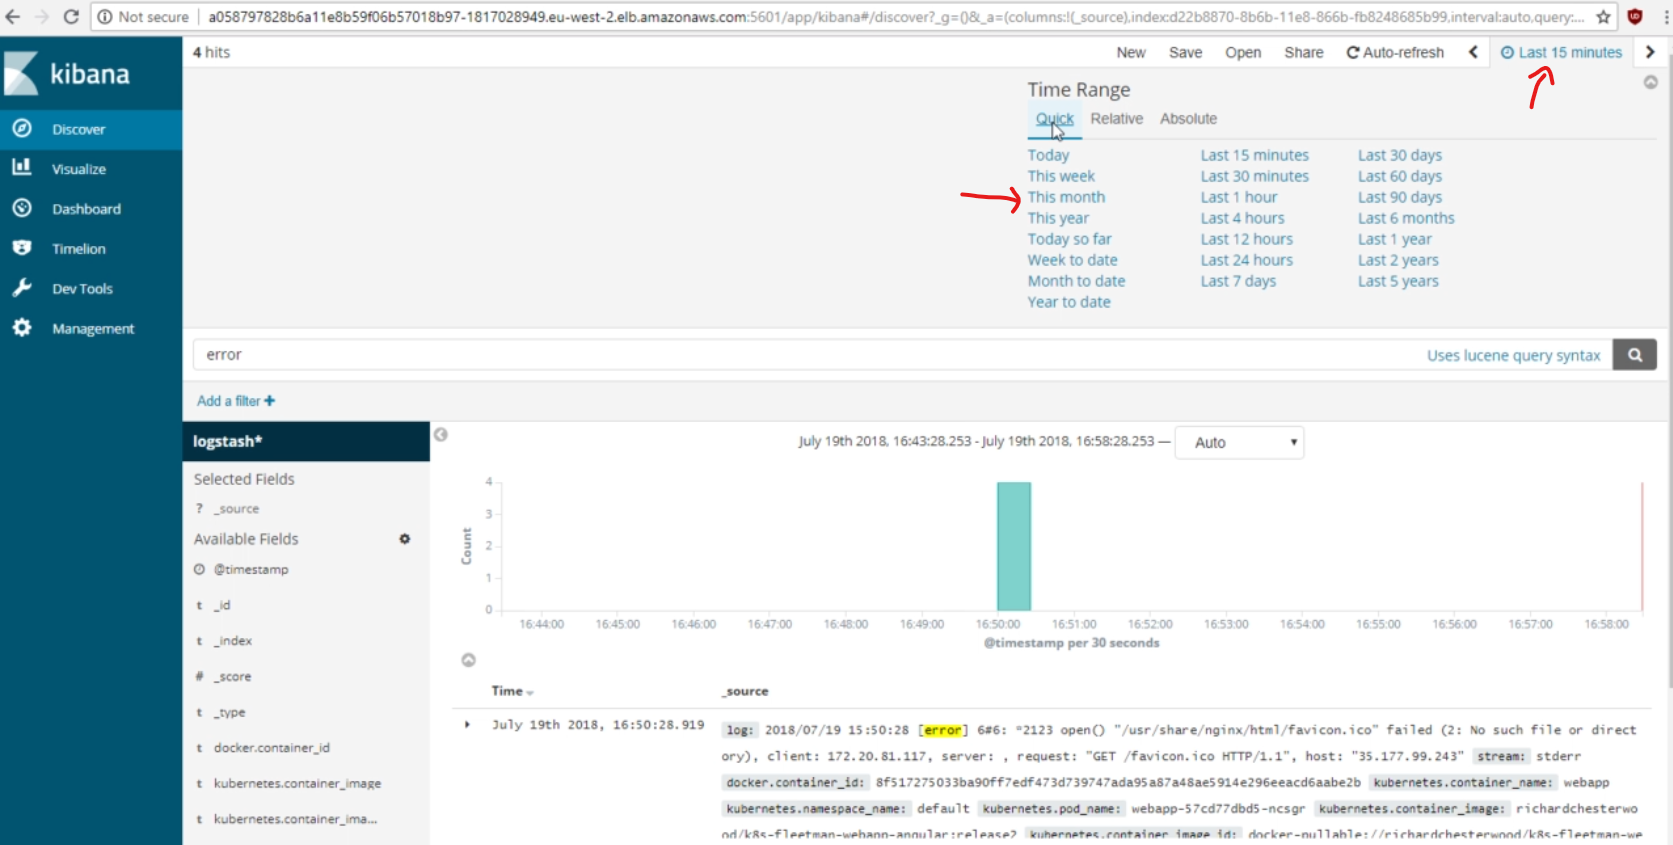 Not secure | a058797828b6a11e8b59f06b57018b97-1817028949.eu-west-2.elb.amazonaws.com:5601/app/kibana#/discover?_g=()&_a=(columns:!(_source),index:d22b8870-8b6b-11e8-866b-fb8248685b99,interval:auto,query:...
kibana
Discover
Visualize
Dashboard
Timelion
Dev Tools
Management
4 hits
New Save Open Share Auto-refresh Last 15 minutes
Time Range
Quick Relative Absolute
Today Last 15 minutes Last 30 days
This week Last 30 minutes Last 60 days
This month Last 1 hour Last 90 days
This year Last 4 hours Last 6 months
Today so far Last 12 hours Last 1 year
Week to date Last 24 hours Last 2 years
Month to date Last 7 days Last 5 years
Year to date
error Uses lucene query syntax
Add a filter +
logstash*
Selected Fields
? _source
Available Fields
@timestamp
t _id
t _index
# _score
t _type
t docker.container_id
t kubernetes.container_image
t kubernetes.container_ima...
July 19th 2018, 16:43:28.253 - July 19th 2018, 16:58:28.253 — Auto
Count
4
3
2
1
0
16:44:00 16:45:00 16:46:00 16:47:00 16:48:00 16:49:00 16:50:00 16:51:00 16:52:00 16:53:00 16:54:00 16:55:00 16:56:00 16:57:00 16:58:00
@timestamp per 30 seconds
Time _source
July 19th 2018, 16:50:28.919
log: 2018/07/19 15:50:28 [error] 6#6: *2123 open() "/usr/share/nginx/html/favicon.ico" failed (2: No such file or direct
ory), client: 172.20.81.117, server: , request: "GET /favicon.ico HTTP/1.1", host: "35.177.99.243" stream: stderr
docker.container_id: 8f517275033ba90ff7edf473d739747ada95a87a48ae5914e296eeacd6aabe2b kubernetes.container_name: webapp
kubernetes.namespace_name: default kubernetes.pod_name: webapp-57cd77dbd5-ncsgr kubernetes.container_image: richardchesterwo
od/k8s-fleetman-webapp-angular:release2 kubernetes.container_image_id: docker-pullable://richardchesterwood/k8s-fleetman-we